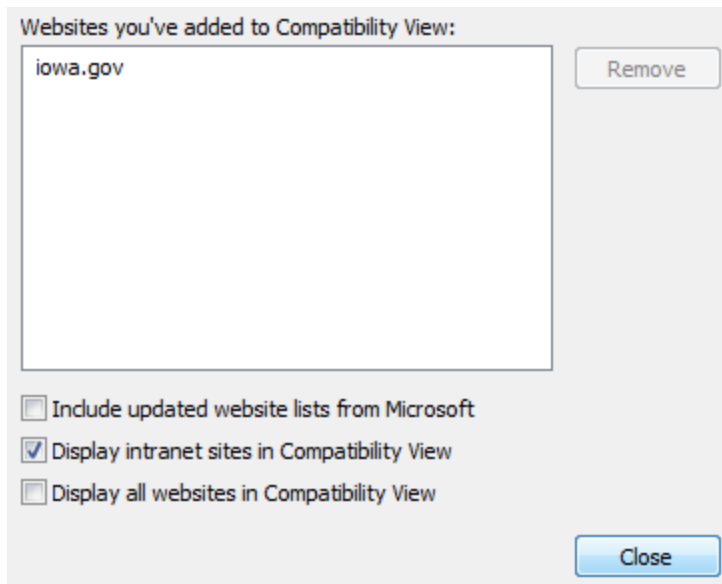 Websites you've added to Compatibility View:
iowa.gov
Remove
Include updated website lists from Microsoft
Display intranet sites in Compatibility View
Display all websites in Compatibility View
Close